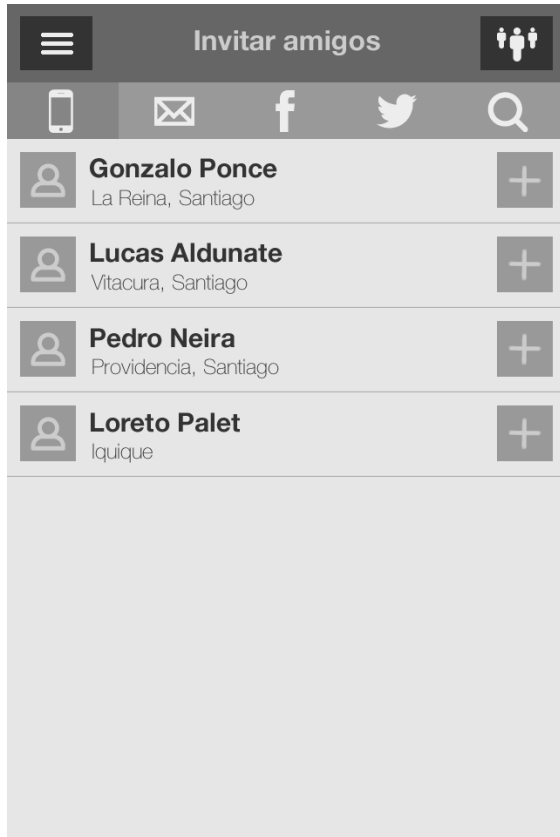 Invitar amigos
Gonzalo Ponce
La Reina, Santiago
Lucas Aldunate
Vitacura, Santiago
Pedro Neira
Providencia, Santiago
Loreto Palet
Iquique